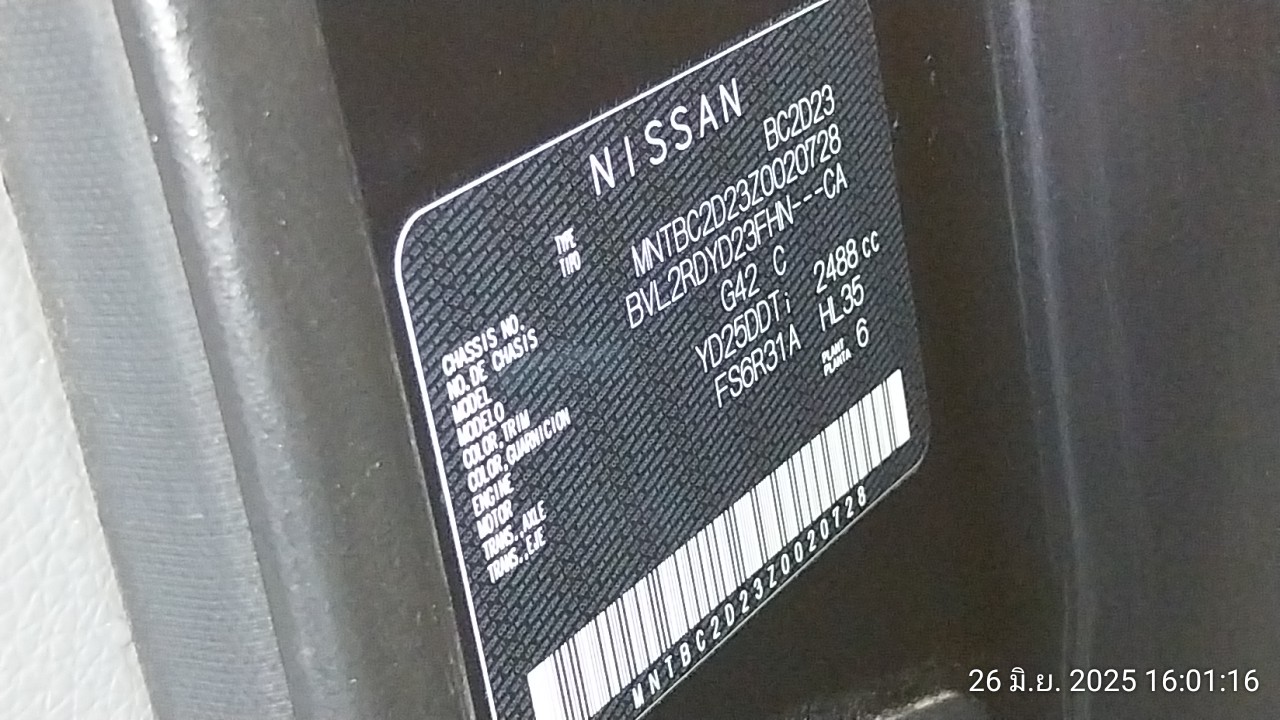 NISSAN
TYPE BC2D23
TIPO
CHASSIS NO. MNTBC2D23Z0020728
NO.DE CHASIS
MODEL BVL2RDYD23FHN---CA
MODELO
COLOR,TRIM G42 C
COLOR,GUARNICION
ENGINE YD25DDTi 2488 cc
MOTOR
TRANS.,AXLE FS6R31A HL35
TRANS.,EJE
PLANT 6
PLANTA
MNTBC2D23Z0020728
26 มิ.ย. 2025 16:01:16